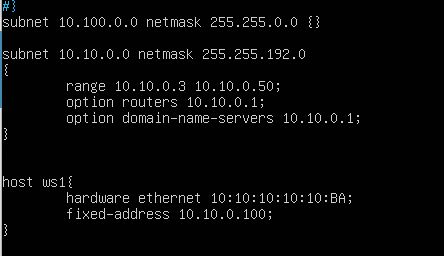 #}
subnet 10.100.0.0 netmask 255.255.0.0 {}
subnet 10.10.0.0 netmask 255.255.192.0
{
range 10.10.0.3 10.10.0.50;
option routers 10.10.0.1;
option domain-name-servers 10.10.0.1;
}
host ws1{
hardware ethernet 10:10:10:10:10:BA;
fixed-address 10.10.0.100;
}